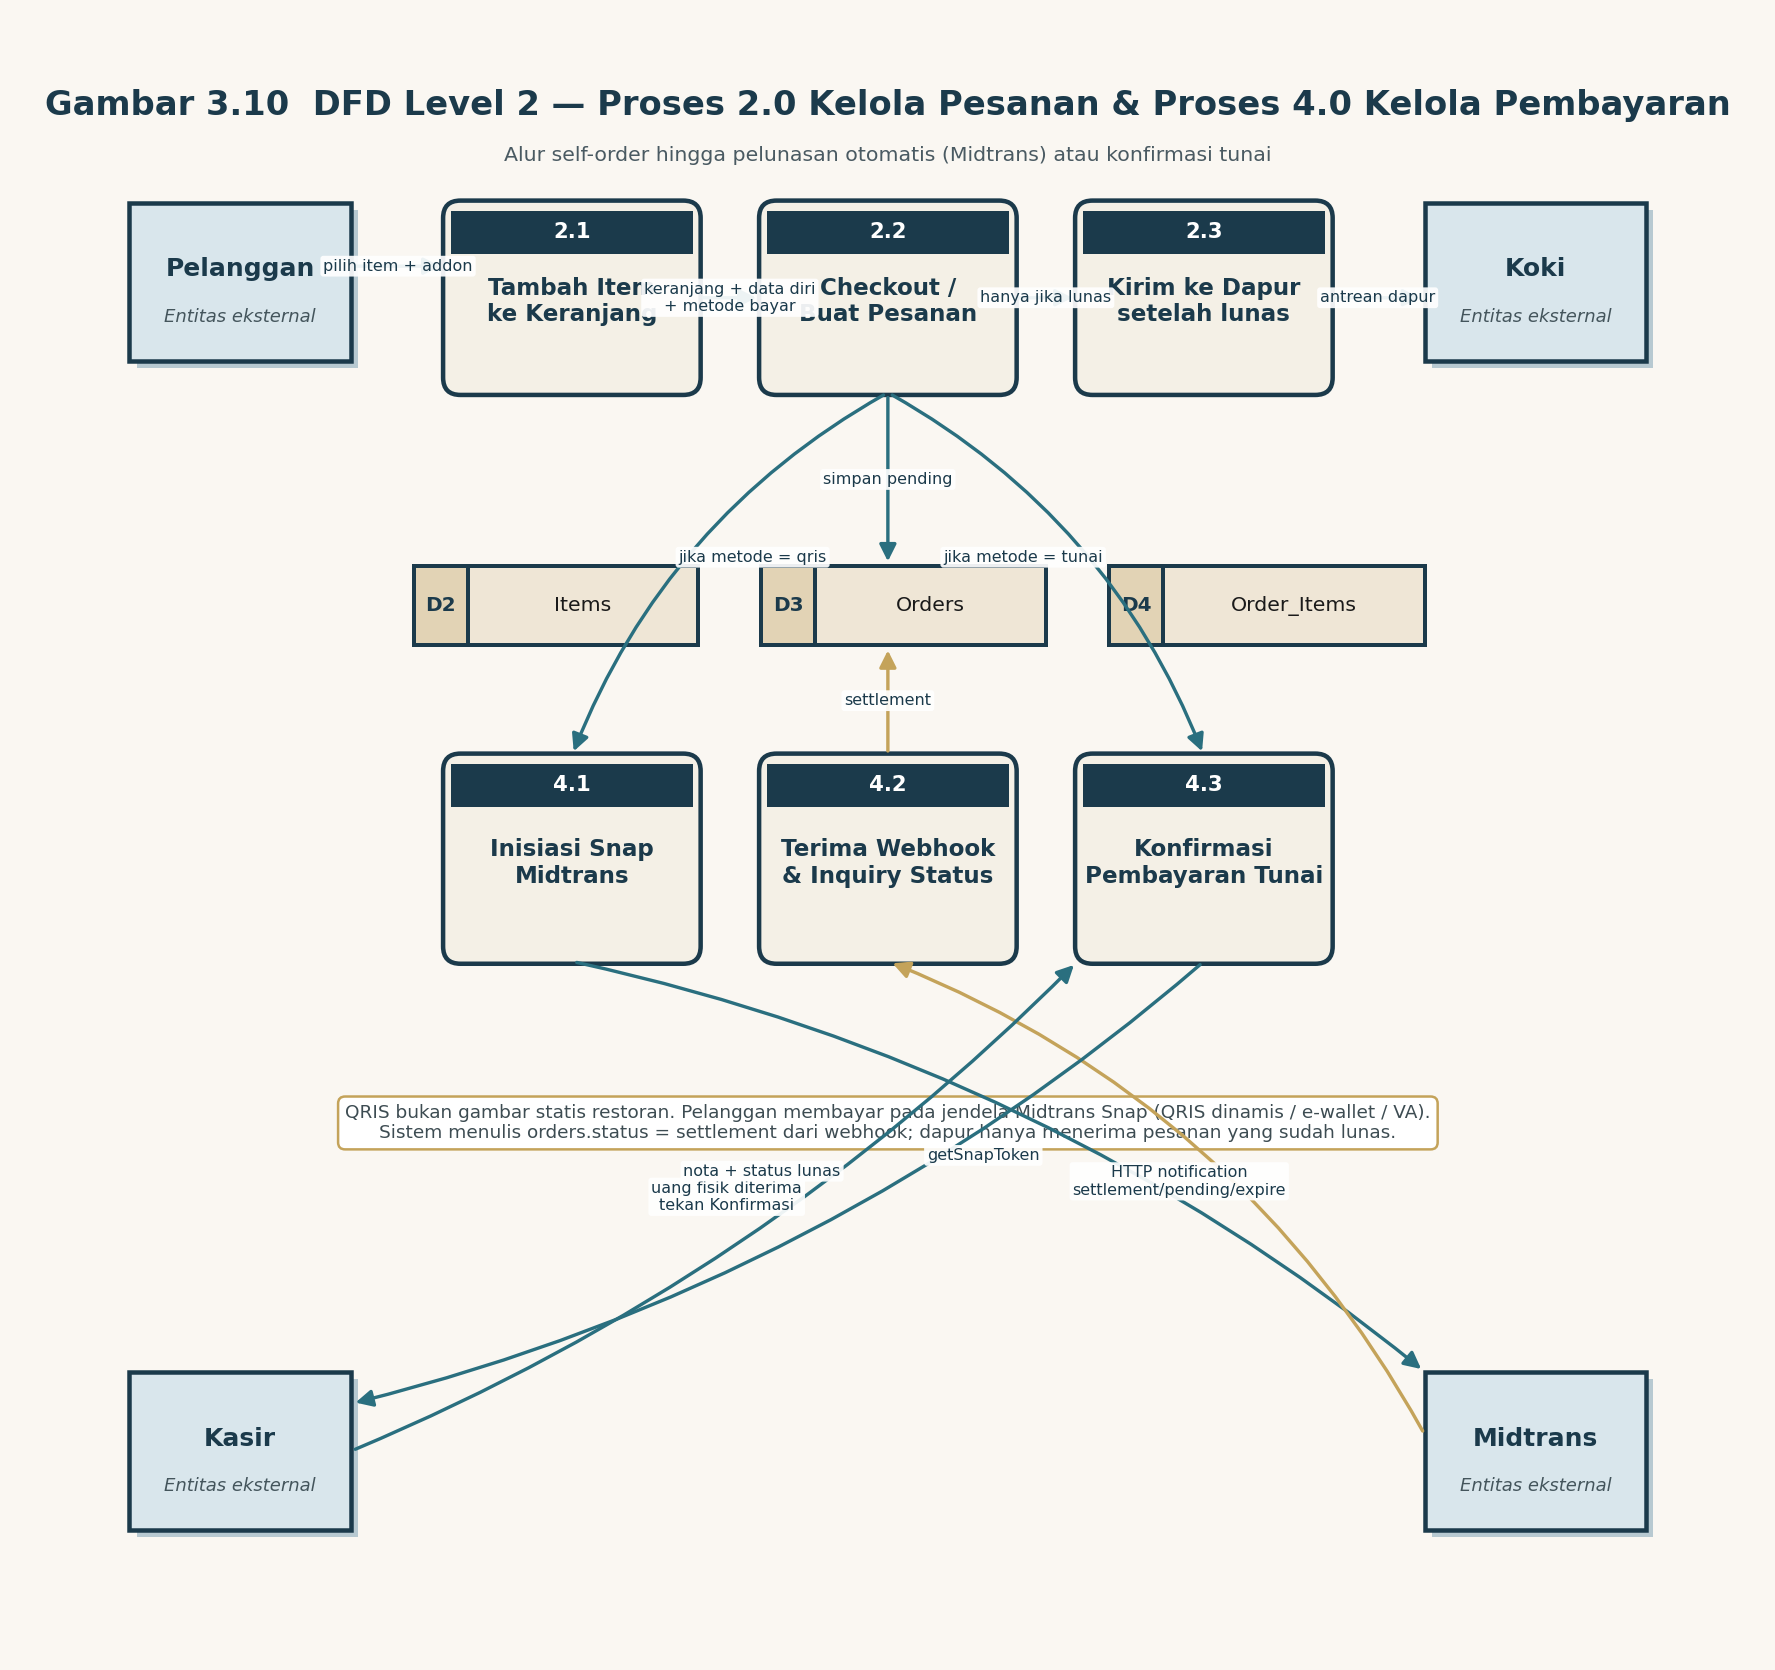 Gambar 3.10  DFD Level 2 — Proses 2.0 Kelola Pesanan & Proses 4.0 Kelola Pembayaran
Alur self-order hingga pelunasan otomatis (Midtrans) atau konfirmasi tunai
Pelanggan
Entitas eksternal
pilih item + addon
2.1
Tambah Item
ke Keranjang
keranjang + data diri
+ metode bayar
2.2
Checkout /
Buat Pesanan
hanya jika lunas
2.3
Kirim ke Dapur
setelah lunas
antrean dapur
Koki
Entitas eksternal
simpan pending
jika metode = qris
jika metode = tunai
D2 Items
D3 Orders
D4 Order_Items
settlement
4.1
Inisiasi Snap
Midtrans
4.2
Terima Webhook
& Inquiry Status
4.3
Konfirmasi
Pembayaran Tunai
QRIS bukan gambar statis restoran. Pelanggan membayar pada jendela Midtrans Snap (QRIS dinamis / e-wallet / VA).
Sistem menulis orders.status = settlement dari webhook; dapur hanya menerima pesanan yang sudah lunas.
getSnapToken
nota + status lunas
uang fisik diterima
tekan Konfirmasi
HTTP notification
settlement/pending/expire
Kasir
Entitas eksternal
Midtrans
Entitas eksternal